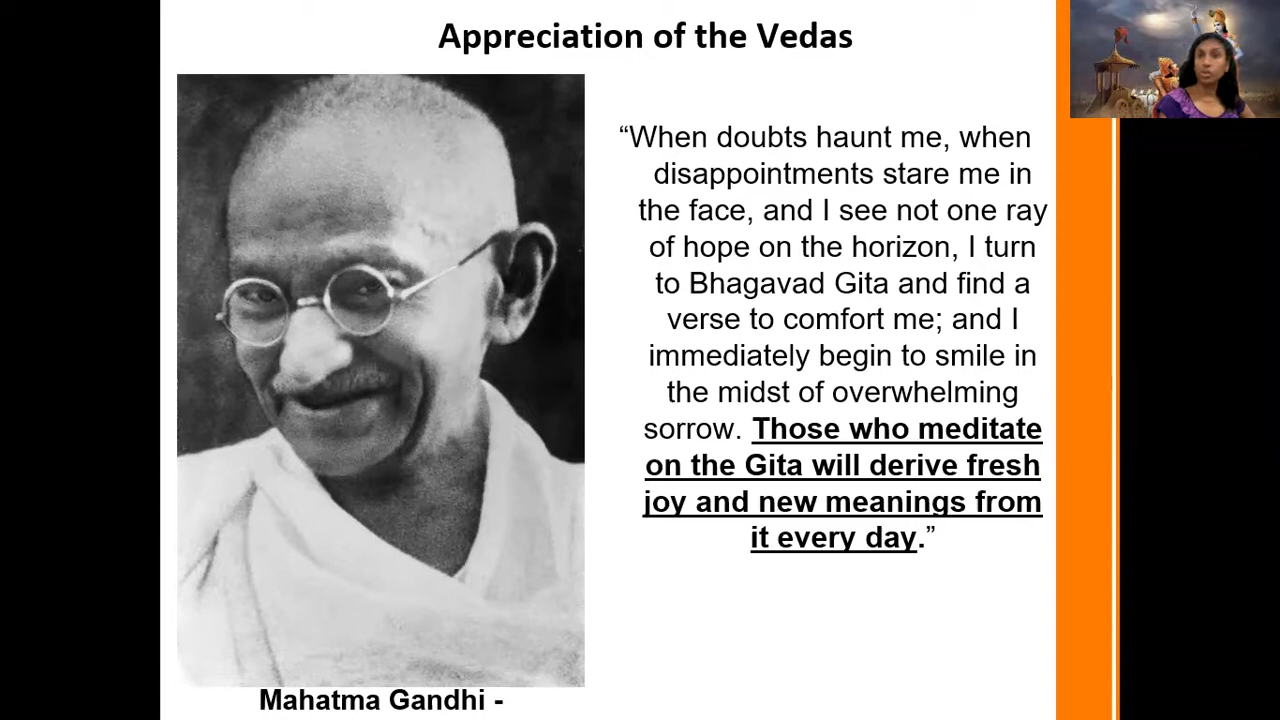 Appreciation of the Vedas
“When doubts haunt me, when
disappointments stare me in
the face, and I see not one ray
of hope on the horizon, I turn
to Bhagavad Gita and find a
verse to comfort me; and I
immediately begin to smile in
the midst of overwhelming
sorrow. Those who meditate
on the Gita will derive fresh
joy and new meanings from
it every day.”
Mahatma Gandhi -